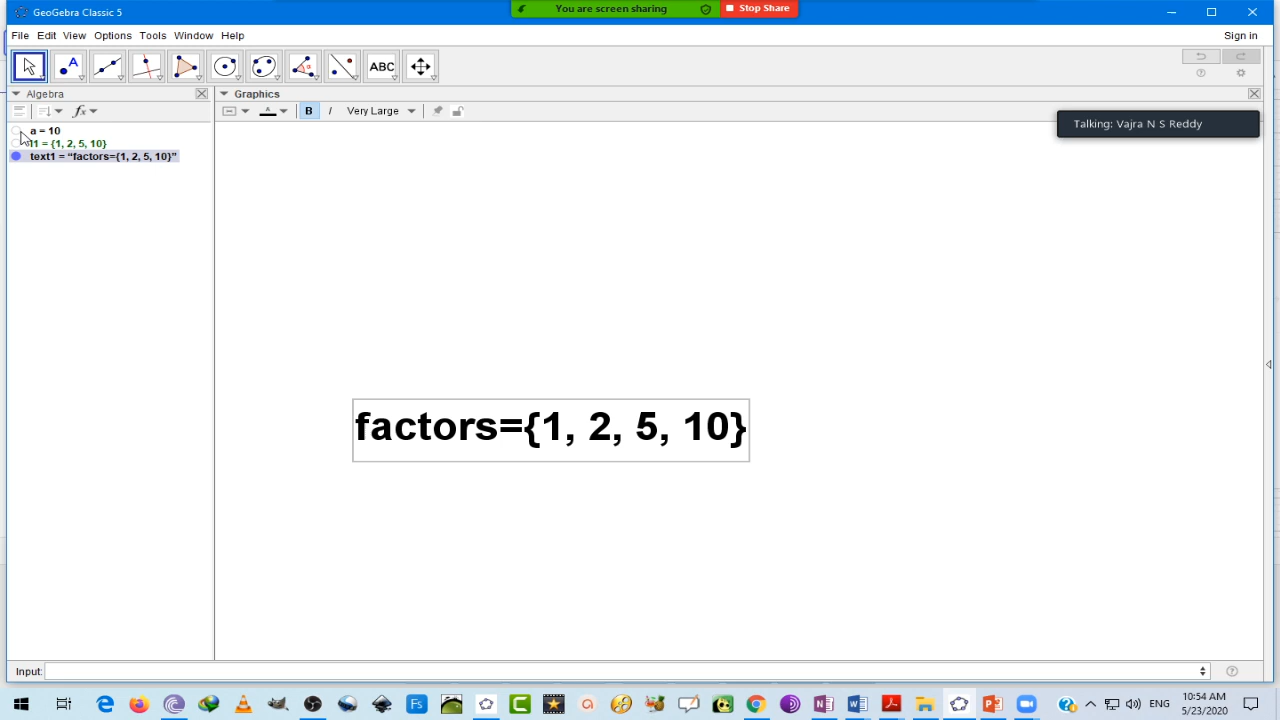 GeoGebra Classic 5
You are screen sharing
Stop Share
File Edit View Options Tools Window Help
Sign in
A
ABC
Algebra
Graphics
fx
A
B
I
Very Large
Talking: Vajra N S Reddy
a = 10
l1 = {1, 2, 5, 10}
text1 = “factors={1, 2, 5, 10}”
factors={1, 2, 5, 10}
Input:
10:54 AM
ENG
5/23/2020